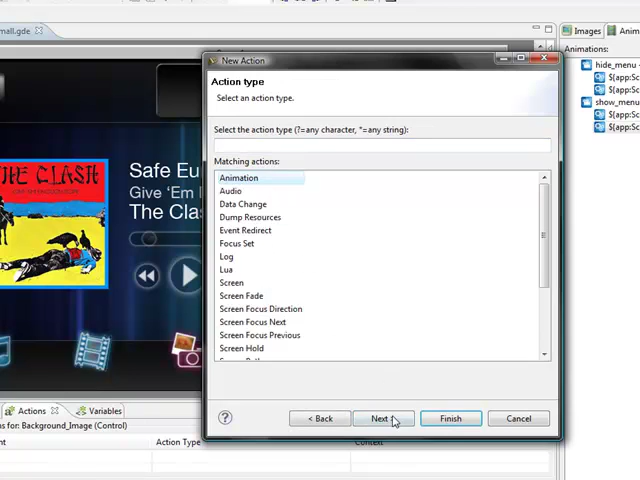 mall.gde
Images
Anim
Animations:
hide_menu -
$(app:Sc
$(app:Sc
show_menu
$(app:Sc
$(app:Sc
New Action
Action type
Select an action type.
Select the action type (?=any character, *=any string):
Matching actions:
Animation
Audio
Data Change
Dump Resources
Event Redirect
Focus Set
Log
Lua
Screen
Screen Fade
Screen Focus Direction
Screen Focus Next
Screen Focus Previous
Screen Hold
< Back
Next >
Finish
Cancel
THE CLASH
Safe Eu
Give 'Em
The Clas
Actions
Variables
ns for: Background_Image (Control)
nt
Action Type
Context